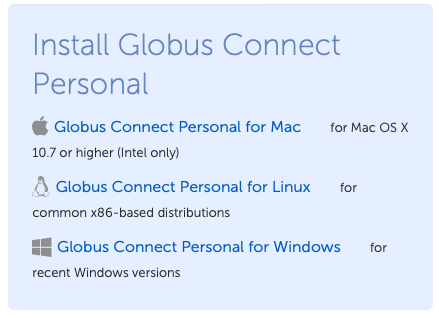 Install Globus Connect
Personal
Globus Connect Personal for Mac for Mac OS X
10.7 or higher (Intel only)
Globus Connect Personal for Linux for
common x86-based distributions
Globus Connect Personal for Windows for
recent Windows versions